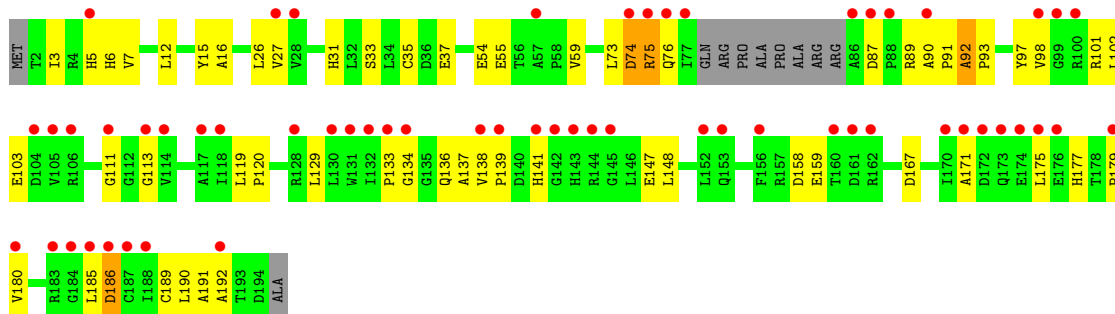 MET T2 I3 R4 H5 H6 V7 L12 Y15 A16 L26 V27 V28 H31 L32 S33 L34 C35 D36 E37 E54 E55 T56 A57 P58 V59 L73 D74 R75 Q76 I77 GLN ARG PRO ALA PRO ALA ARG ARG A86 D87 P88 R89 A90 P91 A92 P93 Y97 V98 G99 R100 R101 L102
E103 D104 V105 R106 G111 G112 G113 V114 A117 I118 L119 P120 R128 L129 L130 W131 I132 P133 G134 G135 Q136 A137 V138 P139 D140 H141 G142 H143 R144 G145 L146 E147 L148 L152 Q153 F156 R157 D158 E159 T160 D161 R162 D167 I170 A171 D172 Q173 E174 L175 E176 H177 T178 R179
V180 R183 G184 L185 D186 C187 I188 C189 L190 A191 A192 T193 D194 ALA